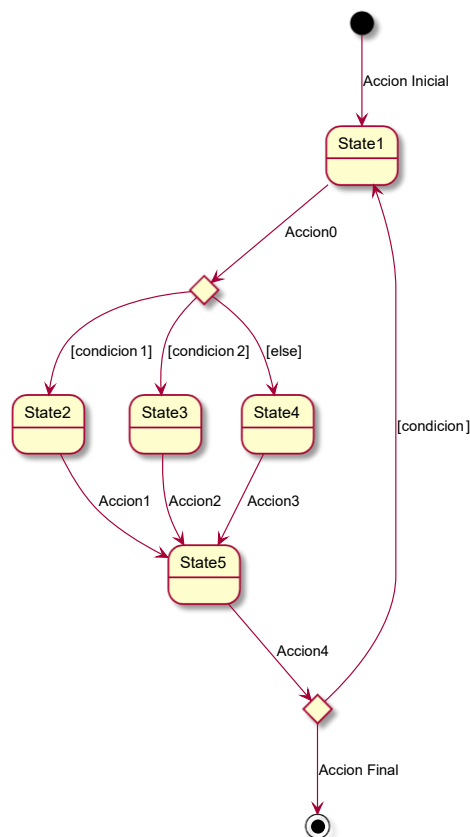 Accion Inicial
State1
Accion0
[condicion 1]
[condicion 2]
[else]
State2
State3
State4
[condicion ]
Accion1
Accion2
Accion3
State5
Accion4
Accion Final